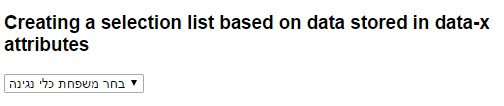 Creating a selection list based on data stored in data-x
attributes
בחר משפחת כלי נגינה